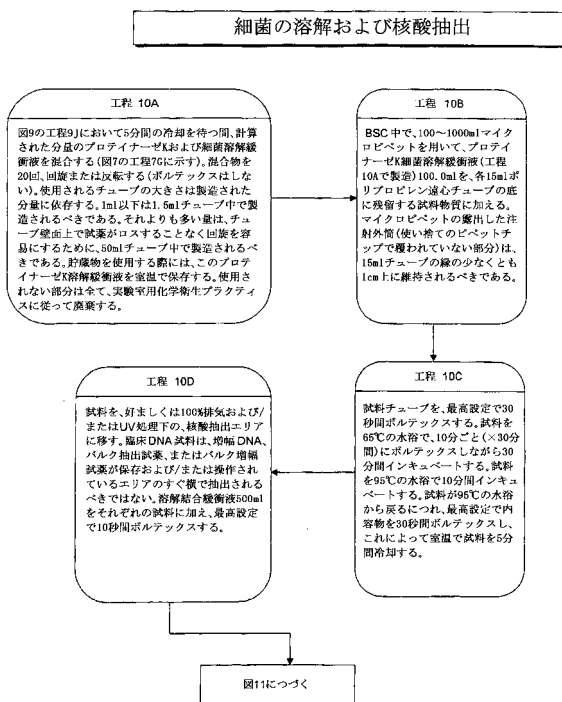 細菌の溶解および核酸抽出
工程 10A
図9の工程9Jにおいて5分間の冷却を待つ間、計算
された分量のプロテイナーゼKおよび細菌溶解緩
衝液を混合する(図7の工程7Gに示す)。混合物を
20回、回旋または反転する(ボルテックスはしな
い)。使用されるチューブの大きさは製造された
分量に依存する。1ml以下は1.5mlチューブ中で製
造されるべきである。それよりも多い量は、チュー
ブ壁面上で試薬がロスすることなく回旋を容
易にするために、50mlチューブ中で製造されるべ
きである。貯蔵物を使用する際には、このプロ
テイナーゼK溶解緩衝液を室温で保存する。使用
されない部分は全て、実験室用化学衛生プラクティ
スに従って廃棄する。
工程 10B
BSC中で、100~1000mlマイク
ロピペットを用いて、プロテイ
ナーゼK細菌溶解緩衝液(工程
10Aで製造)100.0mlを、各15mlポ
リプロピレン遠心チューブの底
に残留する試料物質に加える。
マイクロピペットの露出した注
射外筒(使い捨てのピペットチ
ップで覆われていない部分)は、
15mlチューブの縁の少なくとも
1cm上に維持されるべきである。
工程 10C
試料チューブを、最高設定で30
秒間ボルテックスする。試料を
65℃の水浴で、10分ごと(×30分
間)にボルテックスしながら30
分間インキュベートする。試料
を95℃の水浴で10分間インキュ
ベートする。試料が95℃の水浴
から戻るにつれ、最高設定で内
容物を30秒間ボルテックスし、
これによって室温で試料を5分
間冷却する。
工程 10D
試料を、好ましくは100%排気および/
またはUV処理下の、核酸抽出エリア
に移す。臨床DNA試料は、増幅DNA、
バルク抽出試薬、またはバルク増幅
試薬が保存および/または操作されて
いるエリアのすぐ横で抽出される
べきではない。溶解結合緩衝液500ml
をそれぞれの試料に加え、最高設定
で10秒間ボルテックスする。
図11につづく